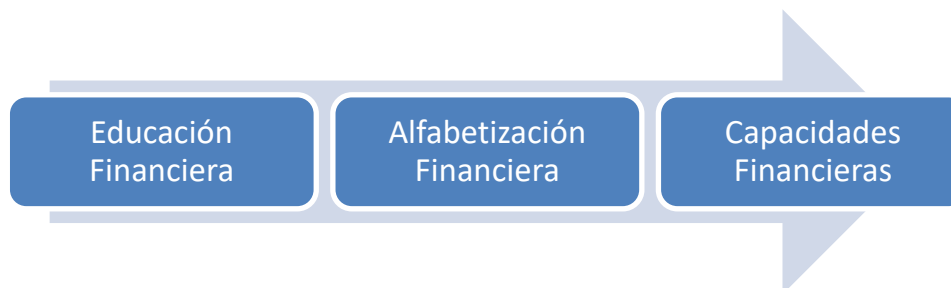 Educación
Financiera
Alfabetización
Financiera
Capacidades
Financieras